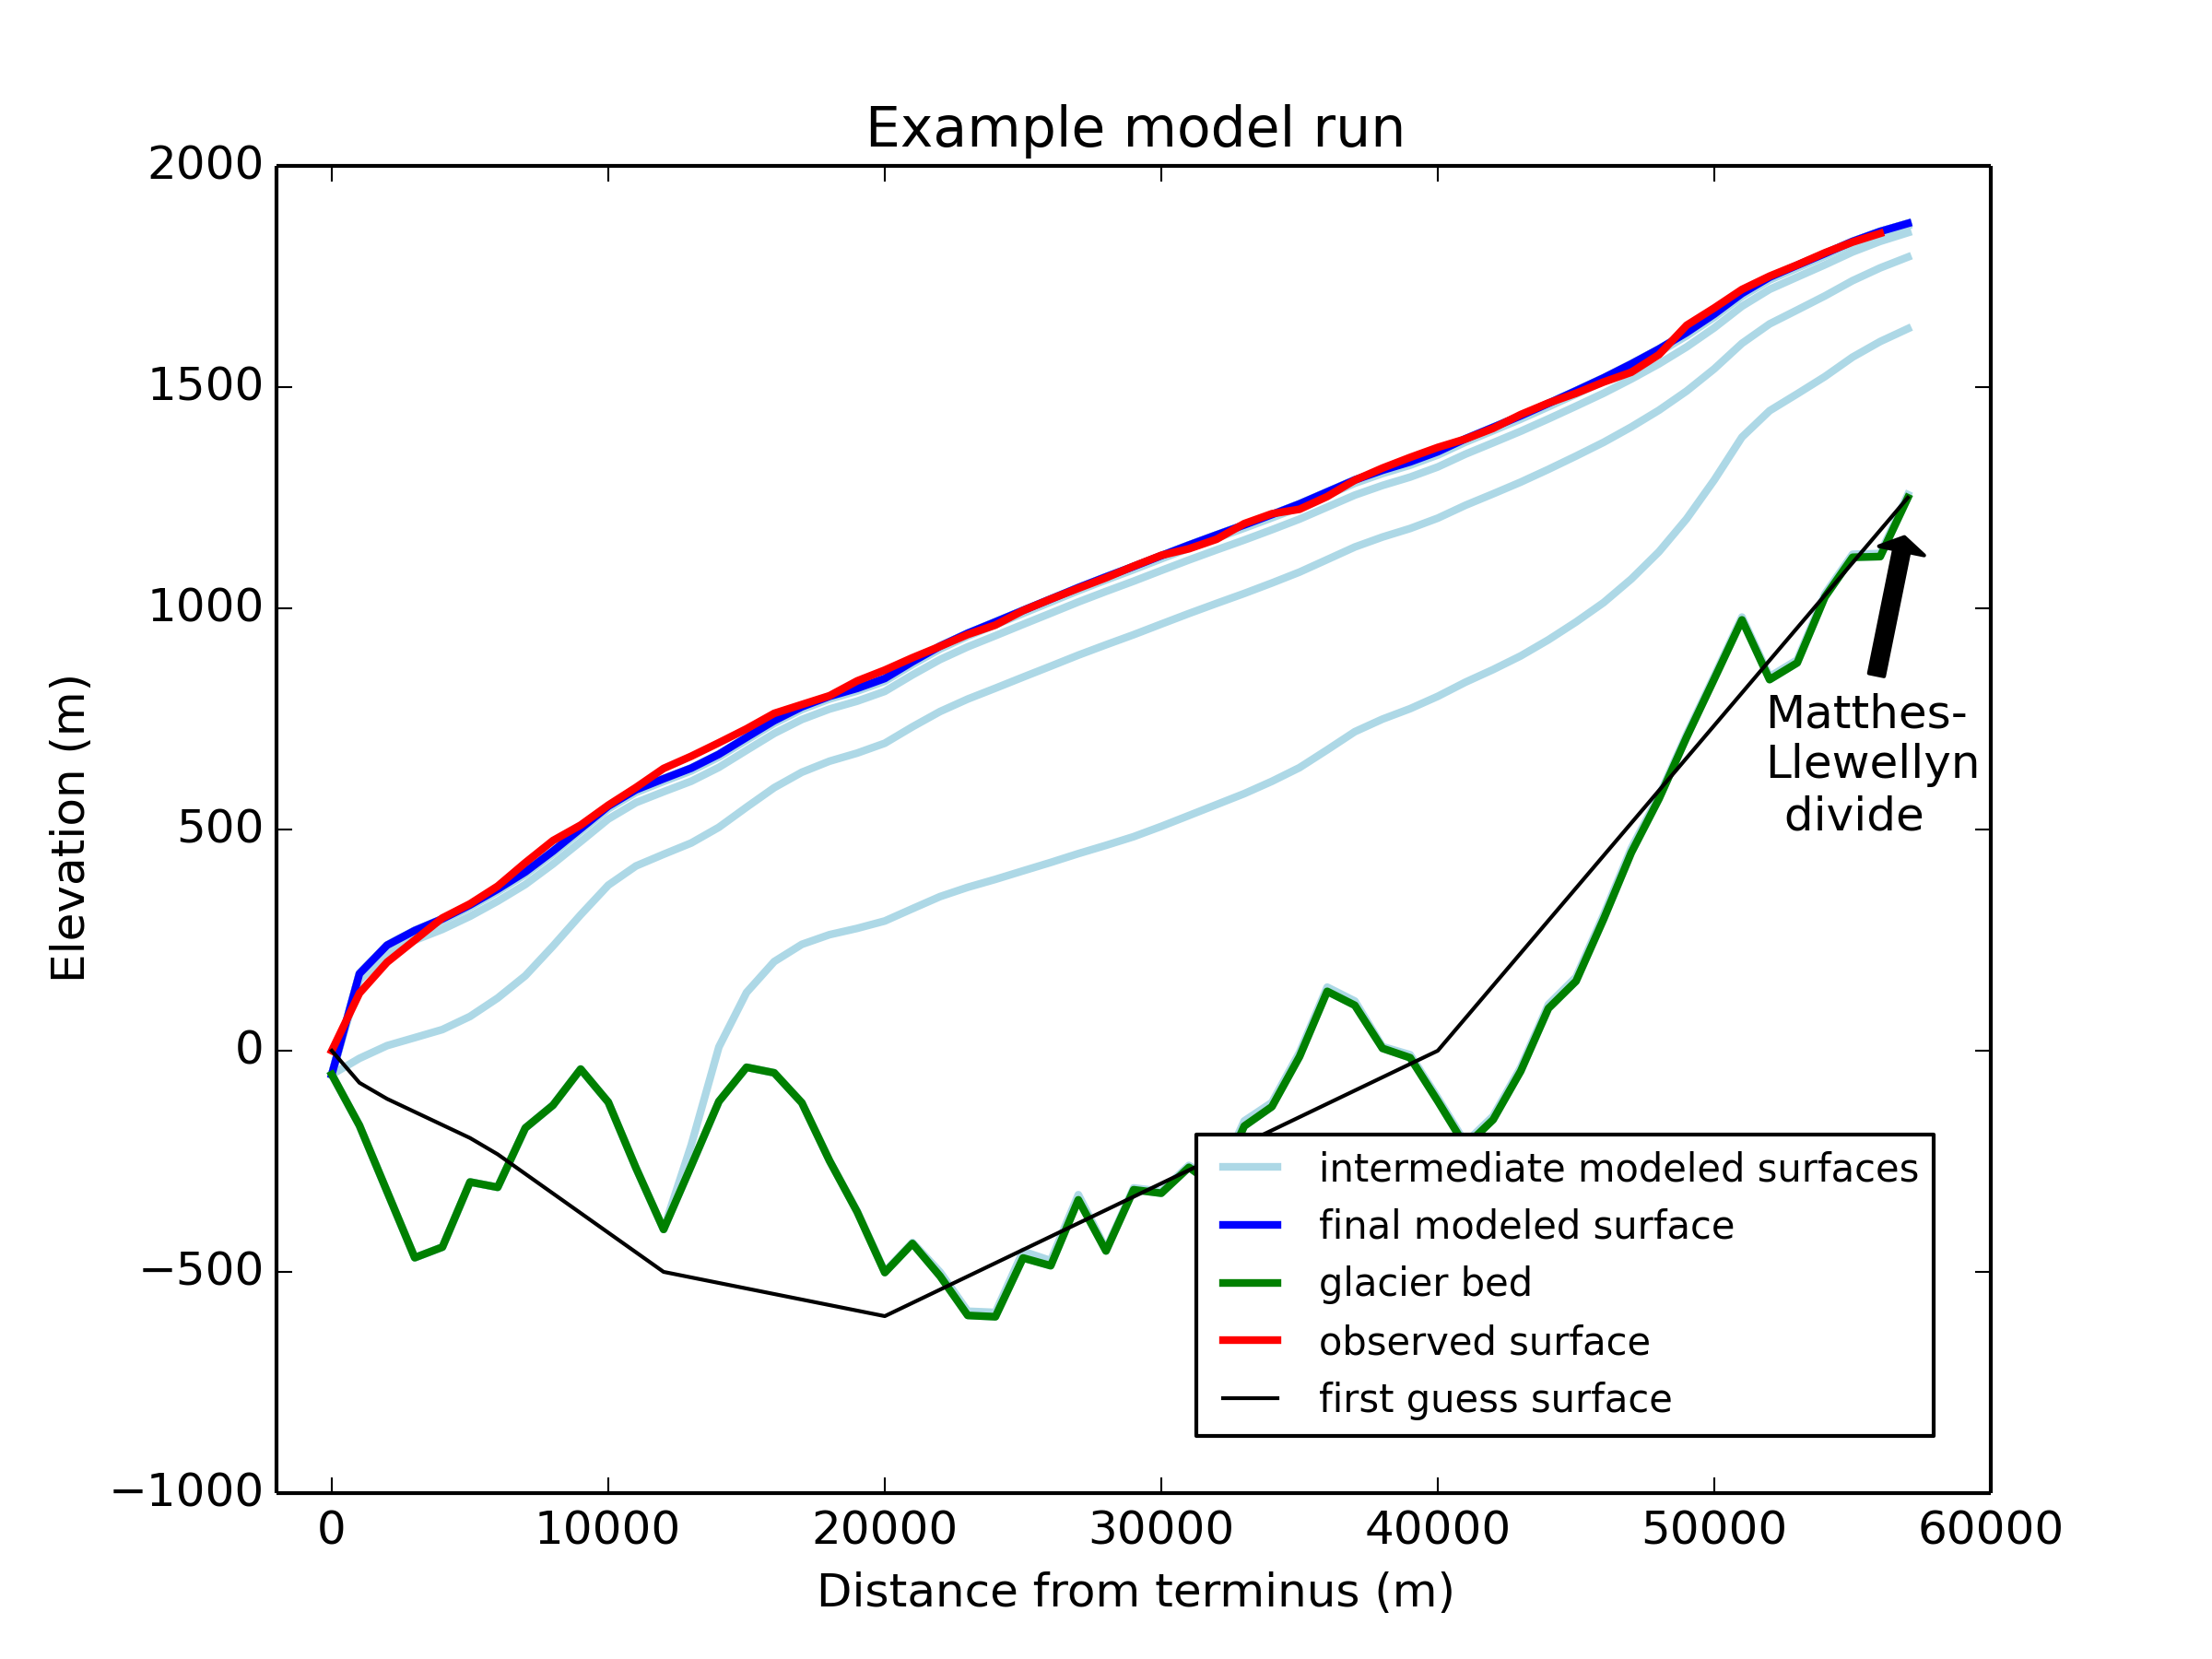 Example model run
2000
1500
1000
500
0
−500
−1000
Elevation (m)
Matthes-
Llewellyn
divide
intermediate modeled surfaces
final modeled surface
glacier bed
observed surface
first guess surface
0 10000 20000 30000 40000 50000 60000
Distance from terminus (m)